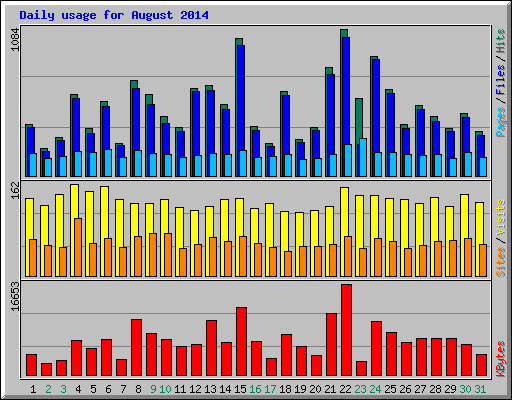 Daily usage for August 2014
1084
Pages / Files / Hits
162
Sites / Visits
16653
KBytes
1 2 3 4 5 6 7 8 9 10 11 12 13 14 15 16 17 18 19 20 21 22 23 24 25 26 27 28 29 30 31